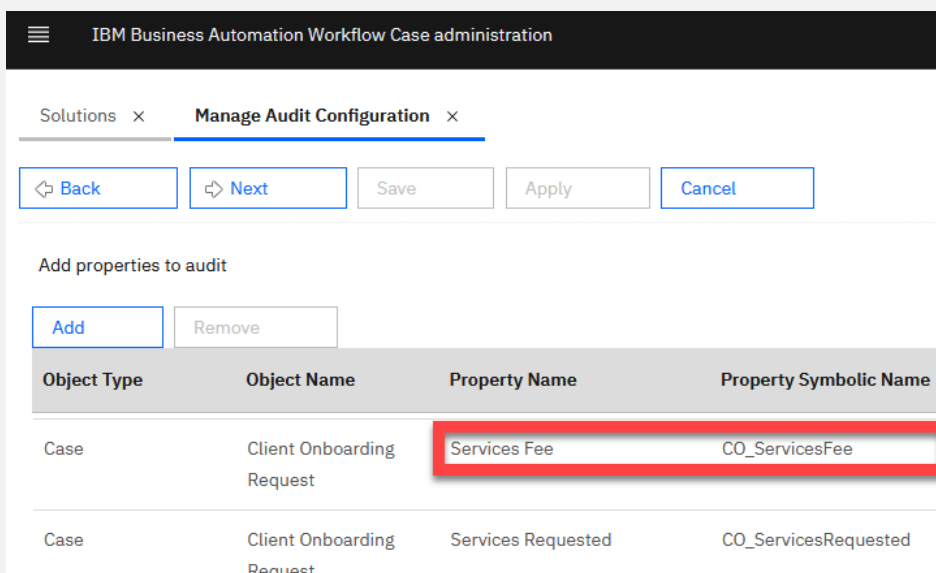 IBM Business Automation Workflow Case administration
Solutions × Manage Audit Configuration ×
Back Next Save Apply Cancel
Add properties to audit
Add Remove
Object Type Object Name Property Name Property Symbolic Name
Case Client Onboarding Services Fee CO_ServicesFee
Request
Case Client Onboarding Services Requested CO_ServicesRequested
Request